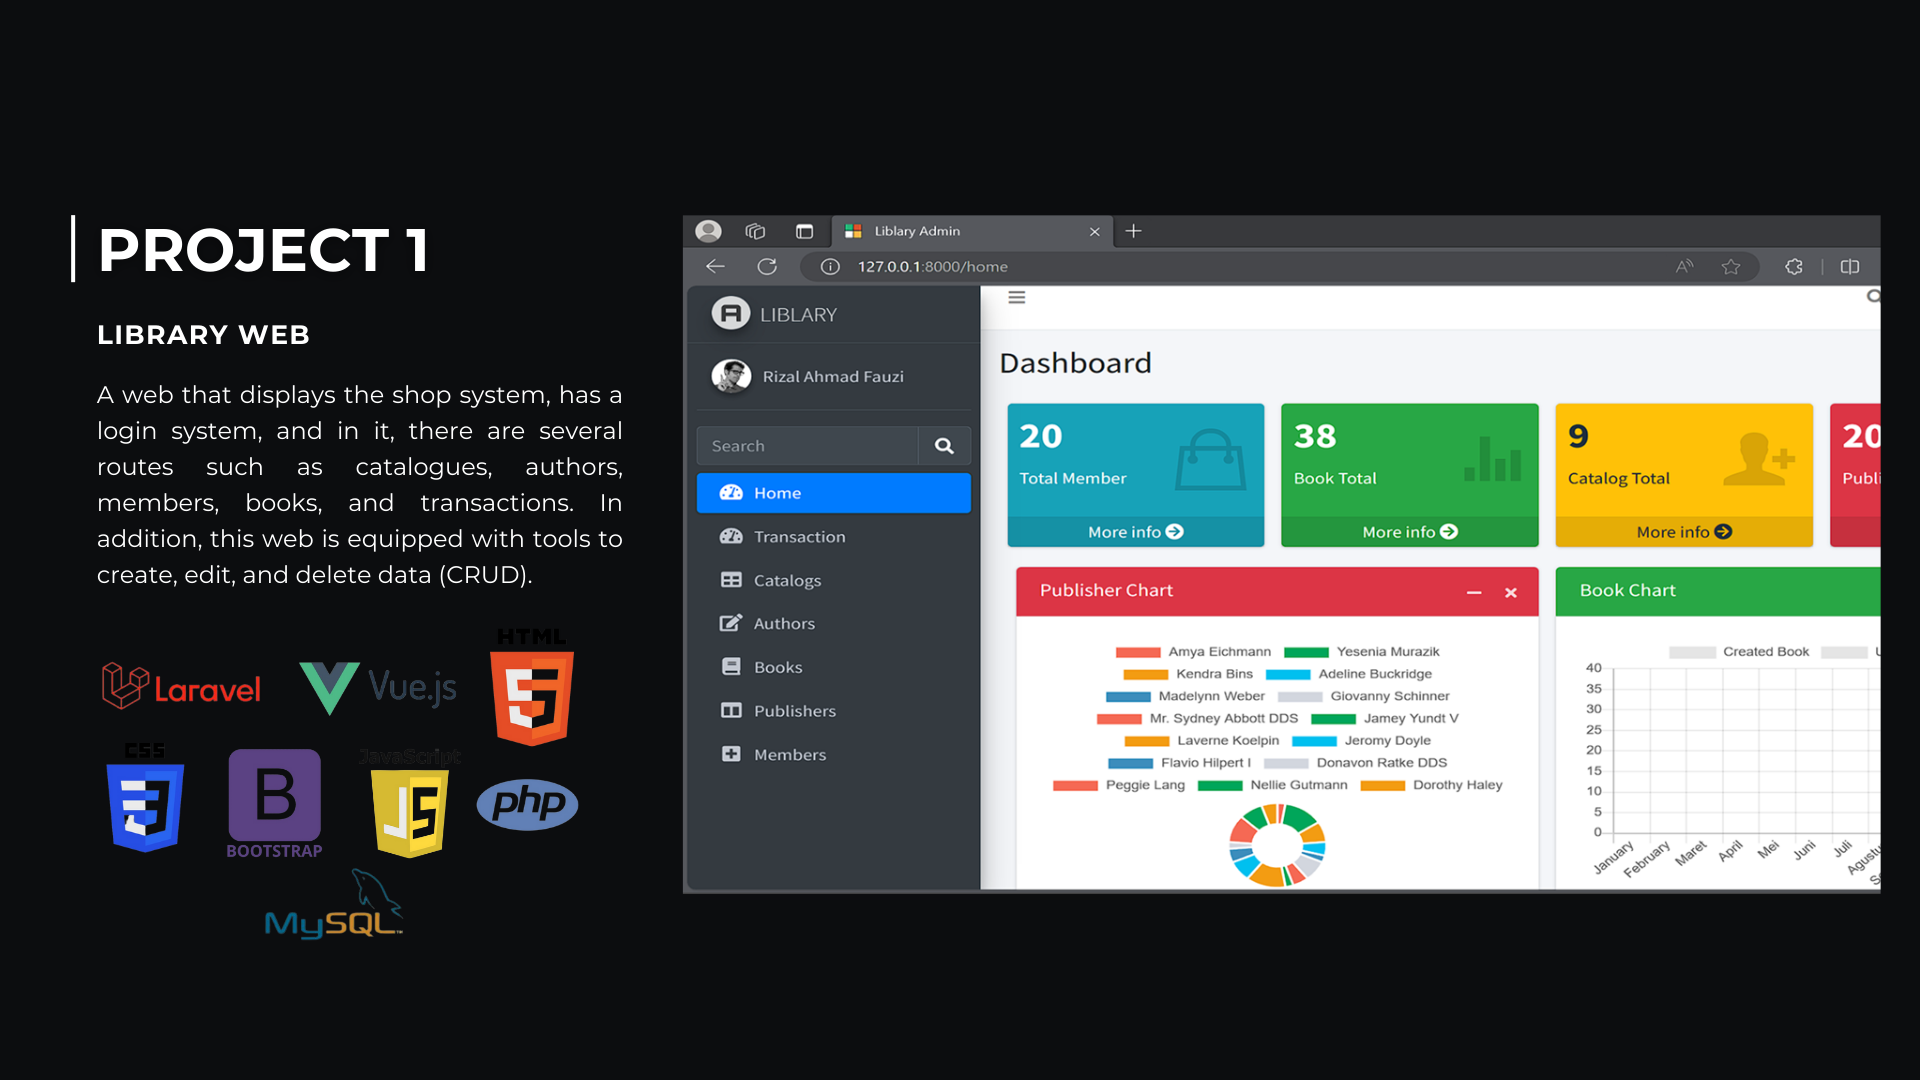 PROJECT 1
LIBRARY WEB
A web that displays the shop system, has a
login system, and in it, there are several
routes such as catalogues, authors,
members, books, and transactions. In
addition, this web is equipped with tools to
create, edit, and delete data (CRUD).
Laravel
Vue.js
HTML
5
CSS
3
B
BOOTSTRAP
JavaScript
JS
php
MySQL™
Liblary Admin
127.0.0.1:8000/home
LIBLARY
Rizal Ahmad Fauzi
Search
Home
Transaction
Catalogs
Authors
Books
Publishers
Members
Dashboard
20
Total Member
More info
38
Book Total
More info
9
Catalog Total
More info
20
Publi
Publisher Chart
Amya Eichmann Yesenia Murazik
Kendra Bins Adeline Buckridge
Madelynn Weber Giovanny Schinner
Mr. Sydney Abbott DDS Jamey Yundt V
Laverne Koelpin Jeromy Doyle
Flavio Hilpert I Donavon Ratke DDS
Peggie Lang Nellie Gutmann Dorothy Haley
Book Chart
Created Book
40
35
30
25
20
15
10
5
0
January February Maret April Mei Juni Juli Agustu